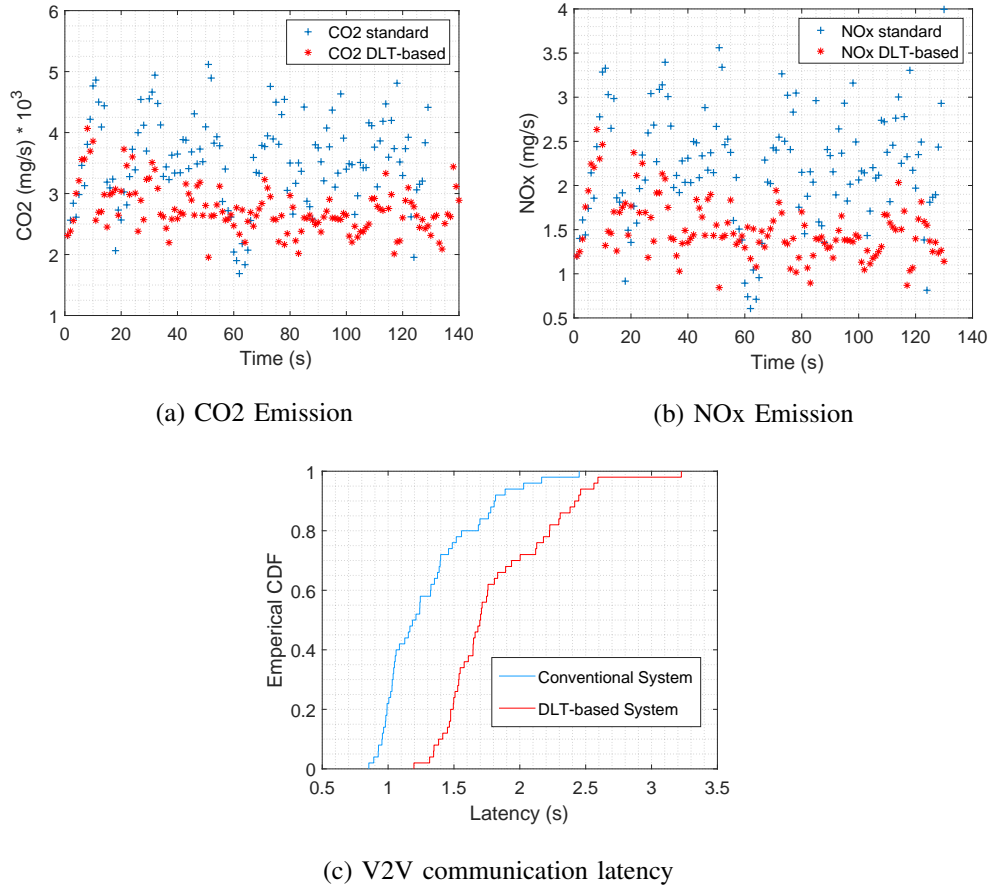 4
4
CO2 standard
CO2 DLT-based
NOx standard
NOx DLT-based
6
5
4
3
2
1
CO2 (mg/s) * 10^3
0 20 40 60 80 100 120 140
Time (s)
3.5
3
2.5
2
1.5
1
0.5
NOx (mg/s)
0 20 40 60 80 100 120 140
Time (s)
(a) CO2 Emission
(b) NOx Emission
1
0.8
0.6
0.4
0.2
0
Emperical CDF
Conventional System
DLT-based System
0.5 1 1.5 2 2.5 3 3.5
Latency (s)
(c) V2V communication latency